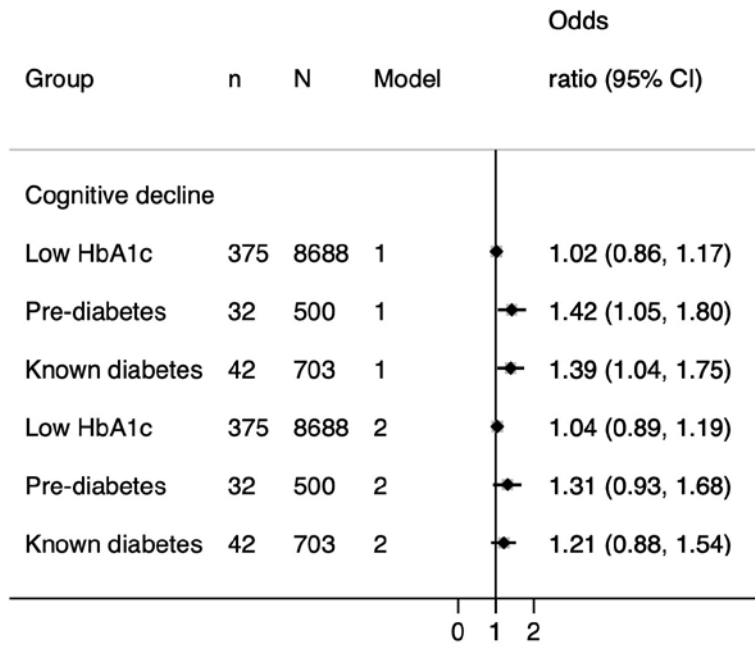 Odds
Group n N Model ratio (95% CI)
Cognitive decline
Low HbA1c 375 8688 1 1.02 (0.86, 1.17)
Pre-diabetes 32 500 1 1.42 (1.05, 1.80)
Known diabetes 42 703 1 1.39 (1.04, 1.75)
Low HbA1c 375 8688 2 1.04 (0.89, 1.19)
Pre-diabetes 32 500 2 1.31 (0.93, 1.68)
Known diabetes 42 703 2 1.21 (0.88, 1.54)
0 1 2